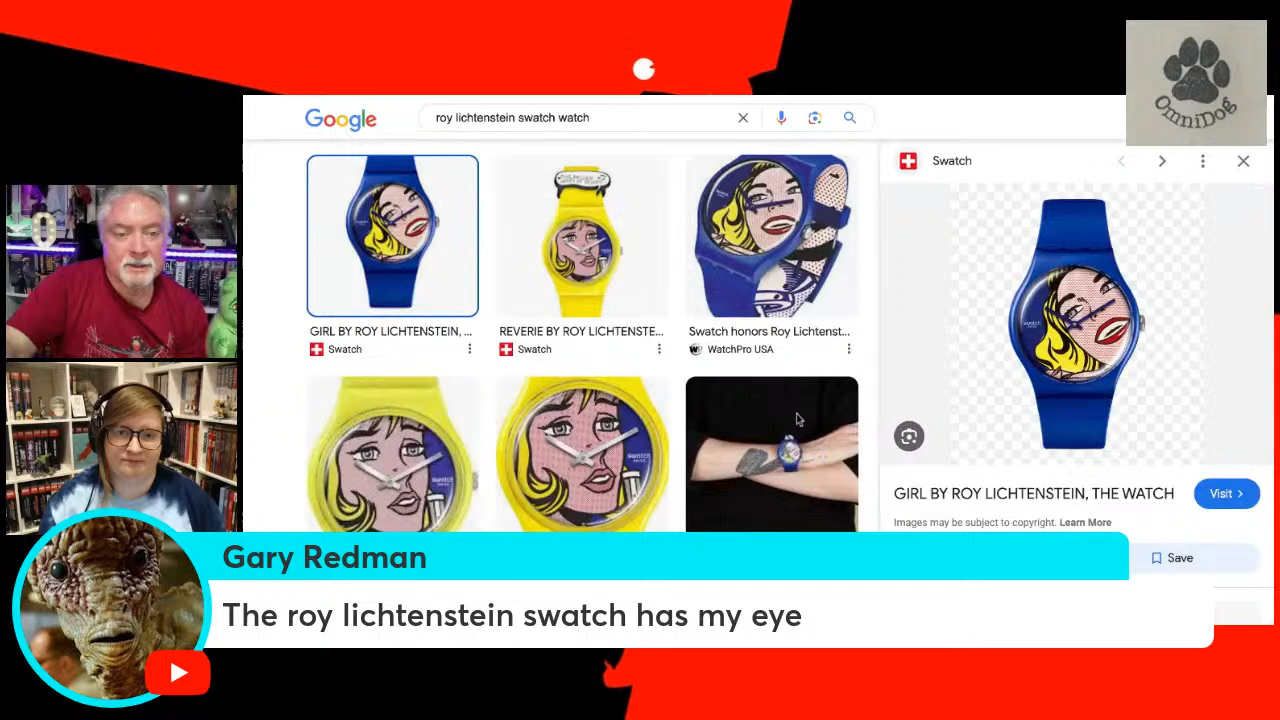 OmniDog
Google
roy lichtenstein swatch watch
Swatch
GIRL BY ROY LICHTENSTEIN, ...
Swatch
REVERIE BY ROY LICHTENSTE...
Swatch
Swatch honors Roy Lichtenst...
WatchPro USA
GIRL BY ROY LICHTENSTEIN, THE WATCH
Visit
Images may be subject to copyright. Learn More
Save
Gary Redman
The roy lichtenstein swatch has my eye